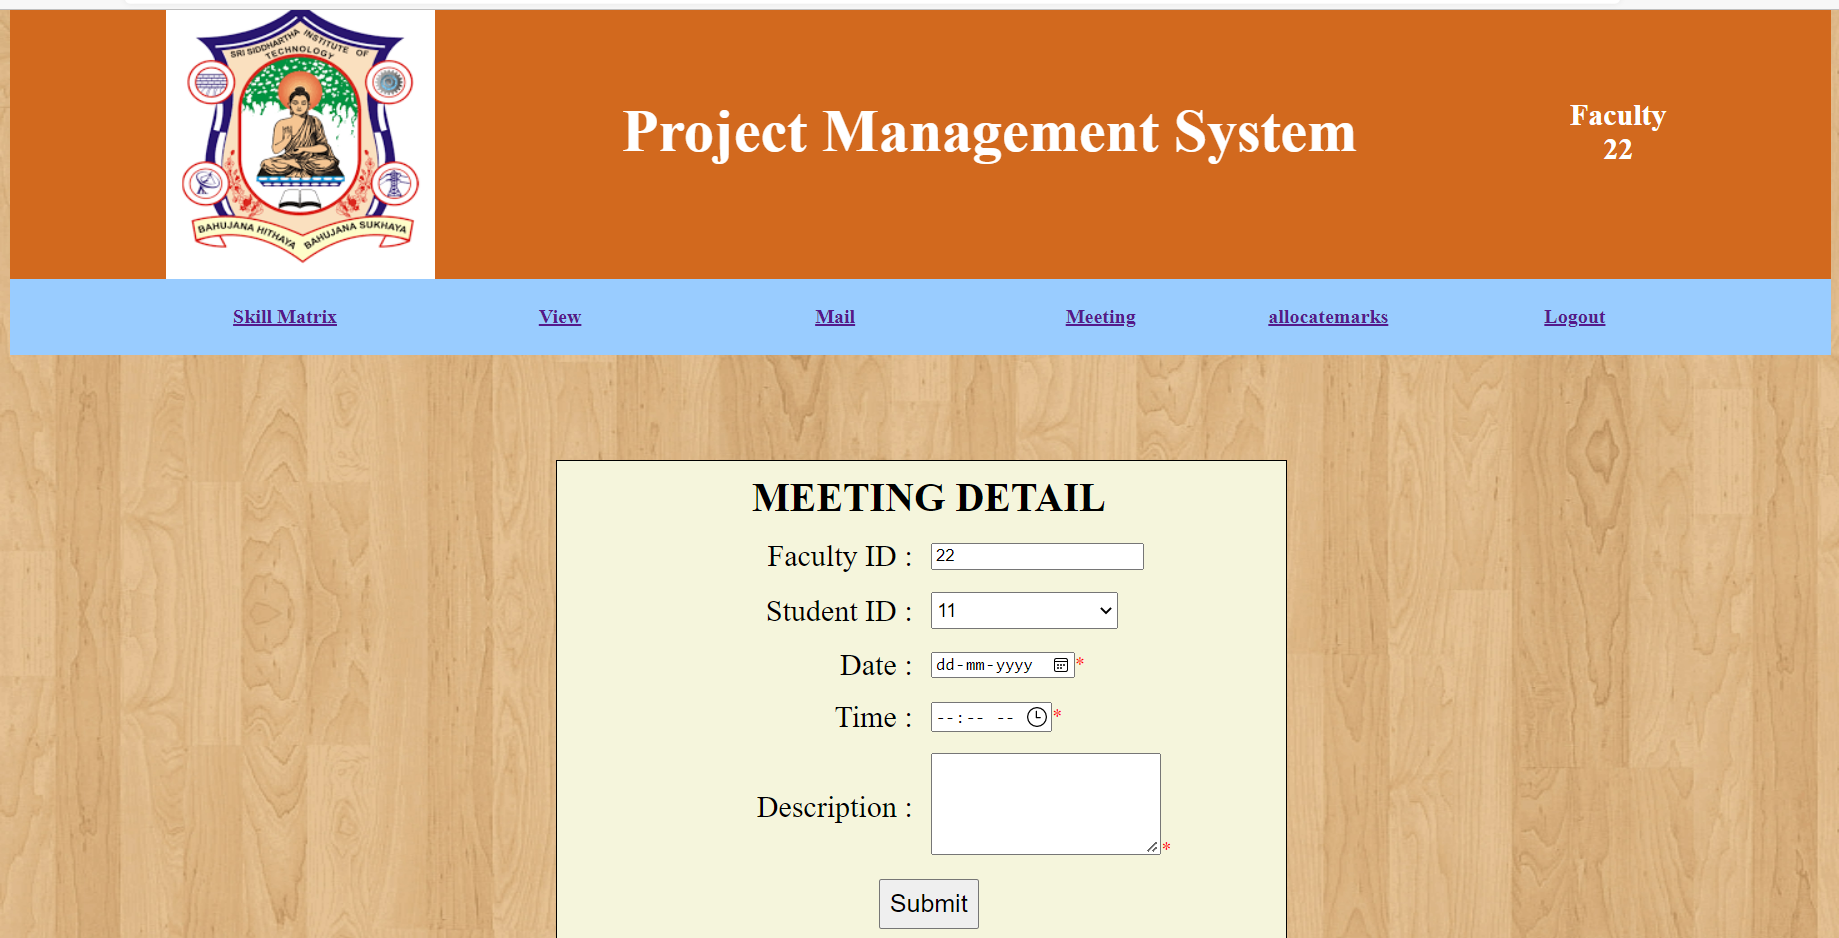 SRI SIDDHARTHA INSTITUTE OF
TECHNOLOGY
BAHUJANA HITHAYA BAHUJANA SUKHAYA
Project Management System
Faculty
22
Skill Matrix View Mail Meeting allocatemarks Logout
MEETING DETAIL
Faculty ID : 22
Student ID : 11
Date : dd-mm-yyyy *
Time : --:-- -- *
Description : *
Submit